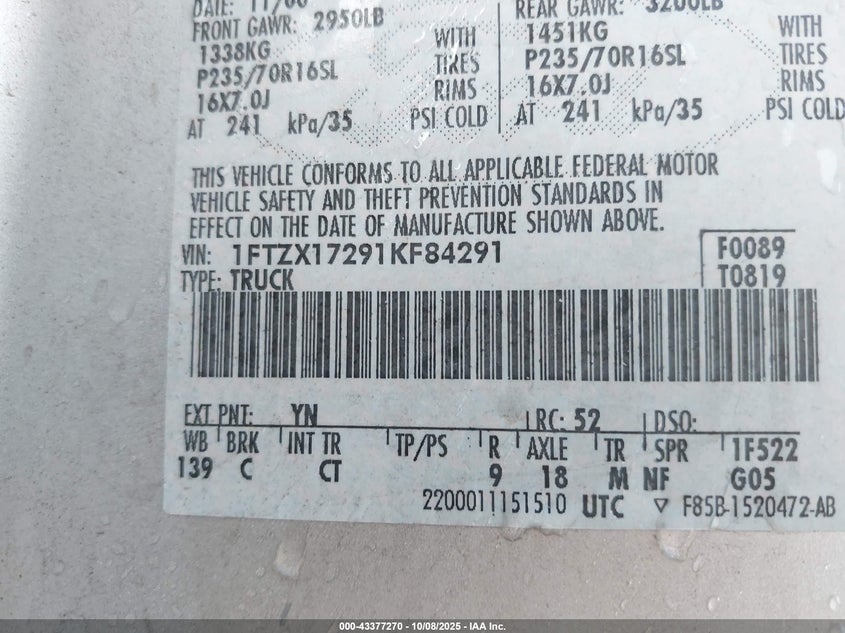 DATE: 11/00
FRONT GAWR: 2950LB
1338KG WITH
P235/70R16SL TIRES
16X7.0J RIMS
AT 241 kPa/35 PSI COLD
REAR GAWR: 3200LB
1451KG WITH
P235/70R16SL TIRES
16X7.0J RIMS
AT 241 kPa/35 PSI COLD
THIS VEHICLE CONFORMS TO ALL APPLICABLE FEDERAL MOTOR
VEHICLE SAFETY AND THEFT PREVENTION STANDARDS IN
EFFECT ON THE DATE OF MANUFACTURE SHOWN ABOVE.
VIN: 1FTZX17291KF84291 F0089
TYPE: TRUCK T0819
EXT PNT: YN RC: 52 DSO:
WB BRK INT TR TP/PS R AXLE TR SPR 1F522
139 C CT 9 18 M NF G05
2200011151510 UTC ▽ F85B-1520472-AB
000-43377270 - 10/08/2025 - IAA Inc.